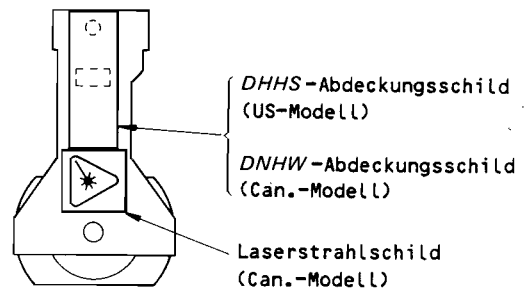 DHHS-Abdeckungsschild
(US-Modell)
DNHW-Abdeckungsschild
(Can.-Modell)
Laserstrahlschild
(Can.-Modell)